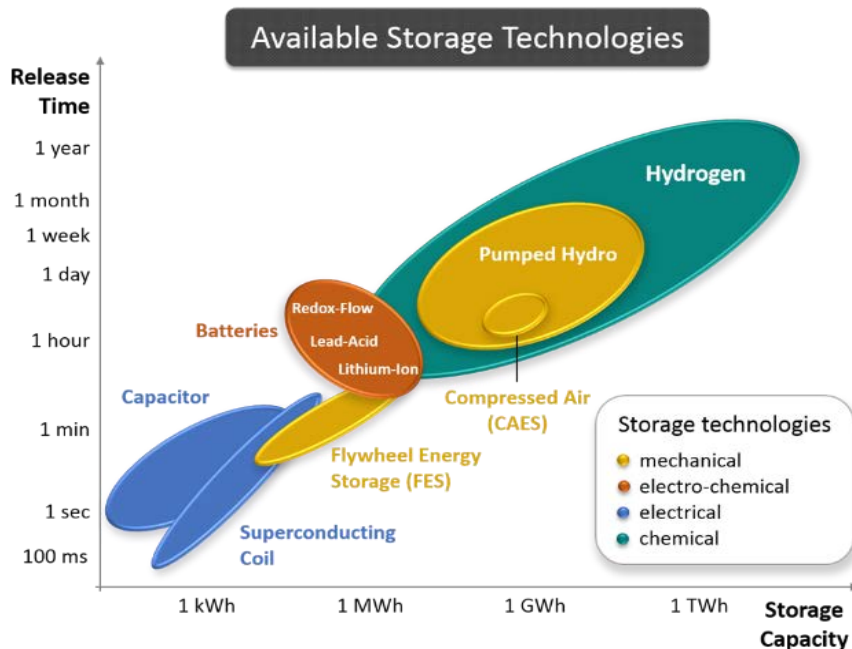 Available Storage Technologies
Release
Time
1 year
1 month
1 week
1 day
1 hour
1 min
1 sec
100 ms
Hydrogen
Pumped Hydro
Redox-Flow
Batteries
Lead-Acid
Lithium-Ion
Compressed Air
(CAES)
Capacitor
Flywheel Energy
Storage (FES)
Superconducting
Coil
Storage technologies
mechanical
electro-chemical
electrical
chemical
1 kWh
1 MWh
1 GWh
1 TWh
Storage
Capacity